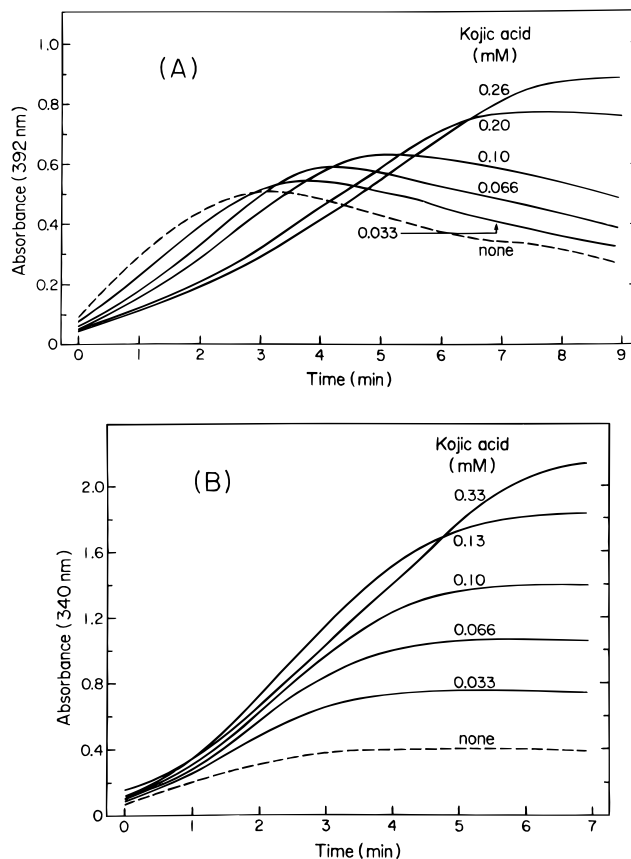 (A)
Kojic acid
(mM)
0.26
0.20
0.10
0.066
0.033
none
1.0
0.8
0.6
0.4
0.2
0
Absorbance (392 nm)
0 1 2 3 4 5 6 7 8 9
Time (min)
(B)
Kojic acid
(mM)
0.33
0.13
0.10
0.066
0.033
none
2.0
1.6
1.2
0.8
0.4
0
Absorbance (340 nm)
0 1 2 3 4 5 6 7
Time (min)